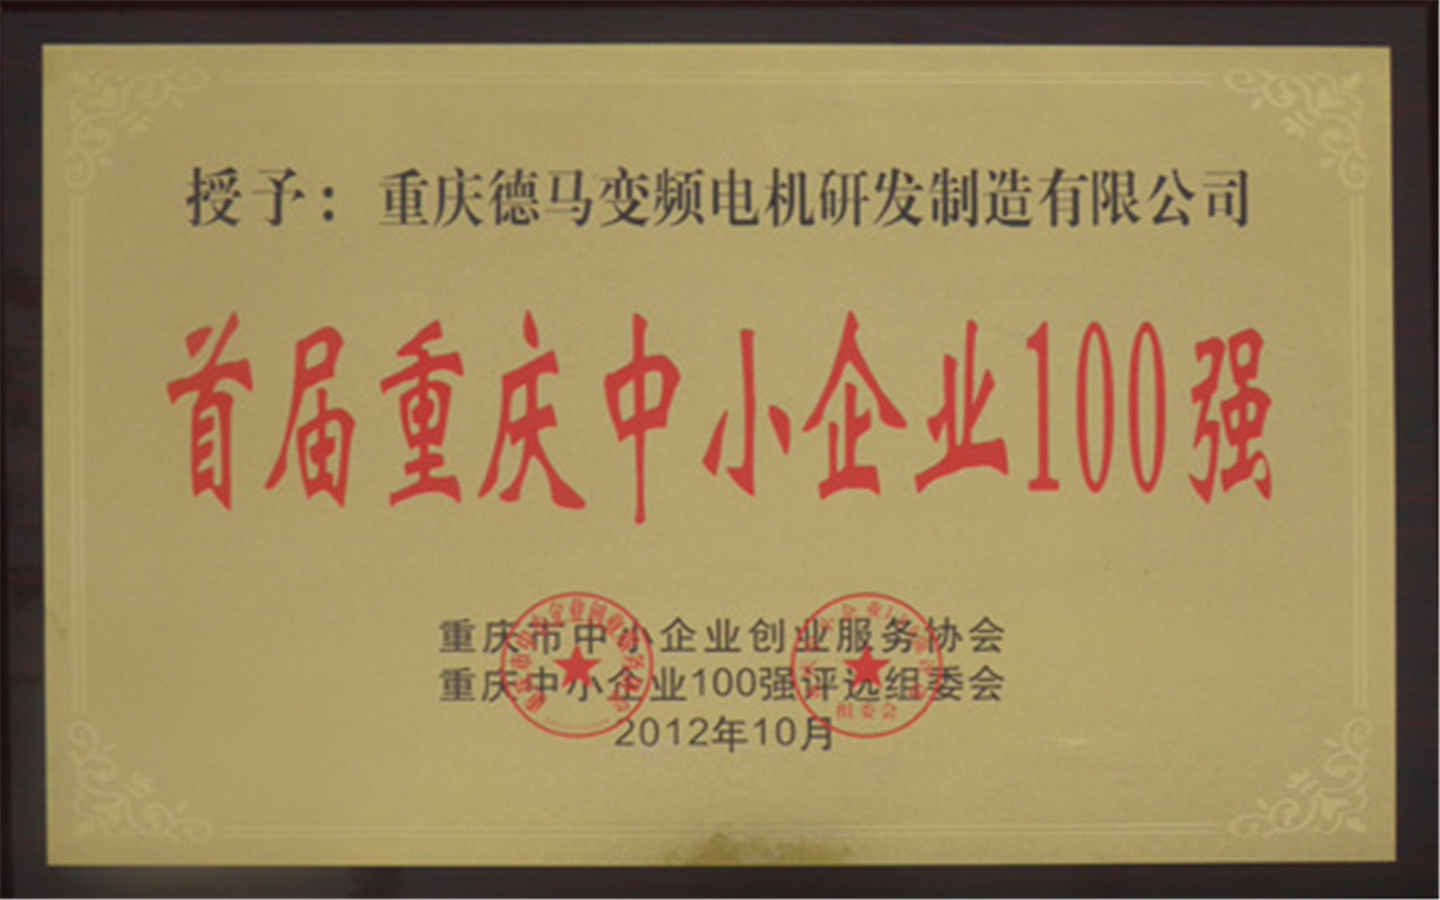 授予：重庆德马变频电机研发制造有限公司
首届重庆中小企业100强
重庆市中小企业创业服务协会
重庆中小企业100强评选组委会
2012年10月
组委会